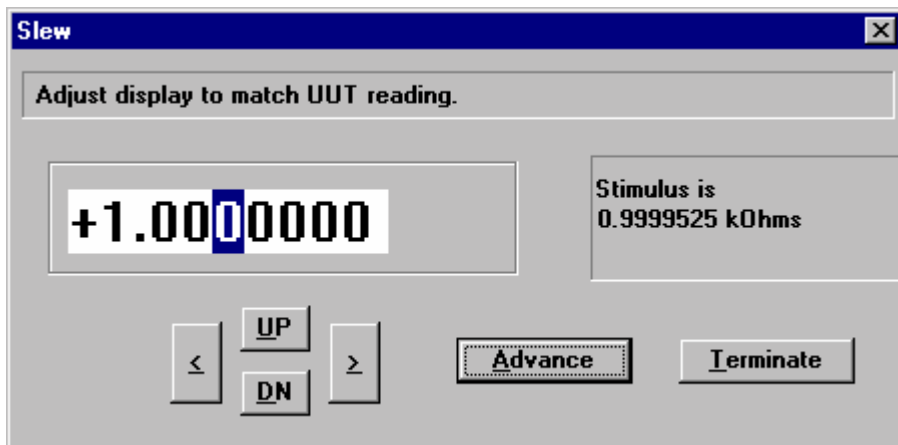 Slew
Adjust display to match UUT reading.
+1.0000000
Stimulus is
0.9999525 kOhms
UP
<
>
Advance
Terminate
DN